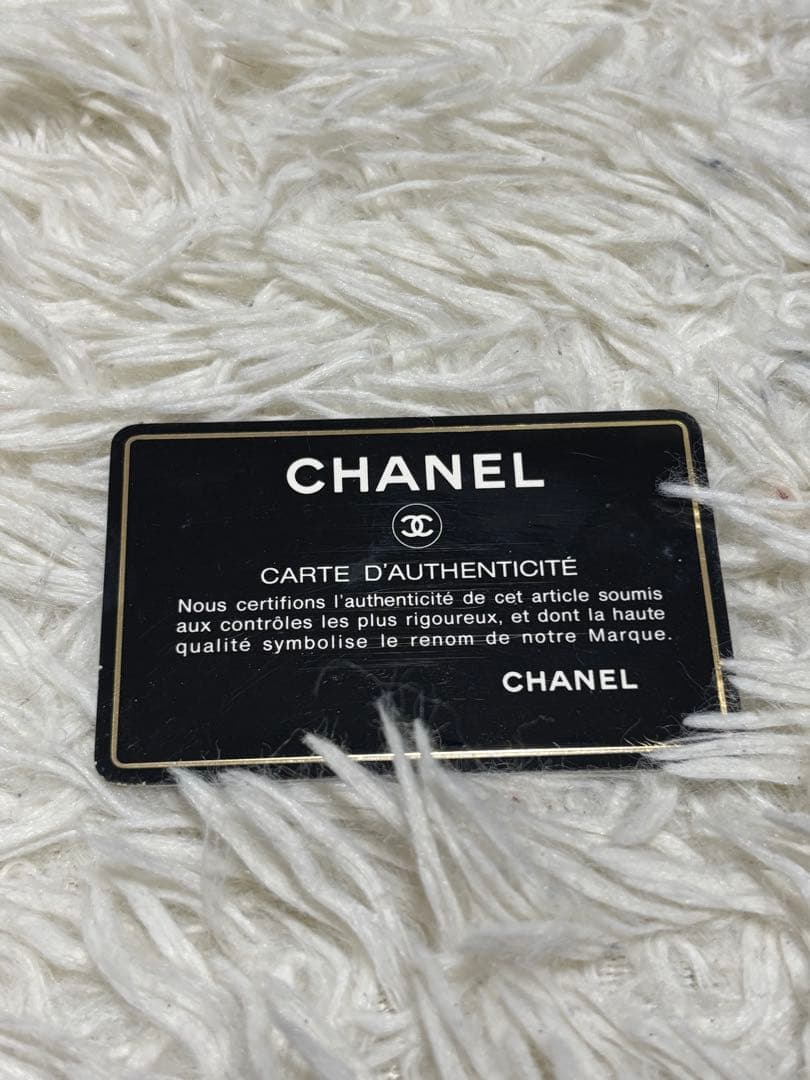 CHANEL
CARTE D'AUTHENTICITÉ
Nous certifions l'authenticité de cet article soumis
aux contrôles les plus rigoureux, et dont la haute
qualité symbolise le renom de notre Marque.
CHANEL